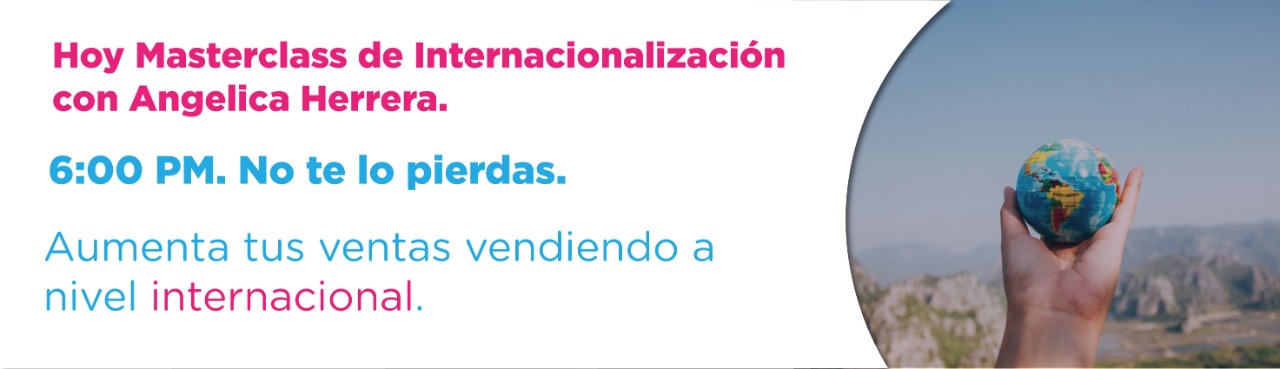 Hoy Masterclass de Internacionalización
con Angelica Herrera.
6:00 PM. No te lo pierdas.
Aumenta tus ventas vendiendo a
nivel internacional.